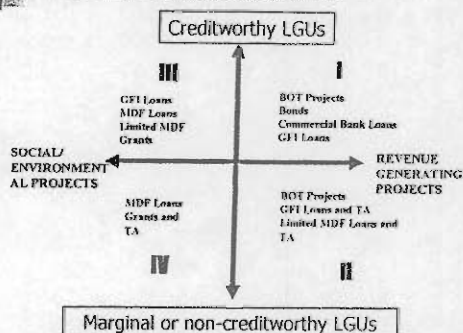 Creditworthy LGUs
III
GFI Loans
MDF Loans
Limited MDF
Grants
I
BOT Projects
Bonds
Commercial Bank Loans
GFI Loans
SOCIAL/
ENVIRONMENT
AL PROJECTS
REVENUE
GENERATING
PROJECTS
MDF Loans
Grants and
TA
IV
BOT Projects
GFI Loans and TA
Limited MDF Loans and
TA
II
Marginal or non-creditworthy LGUs